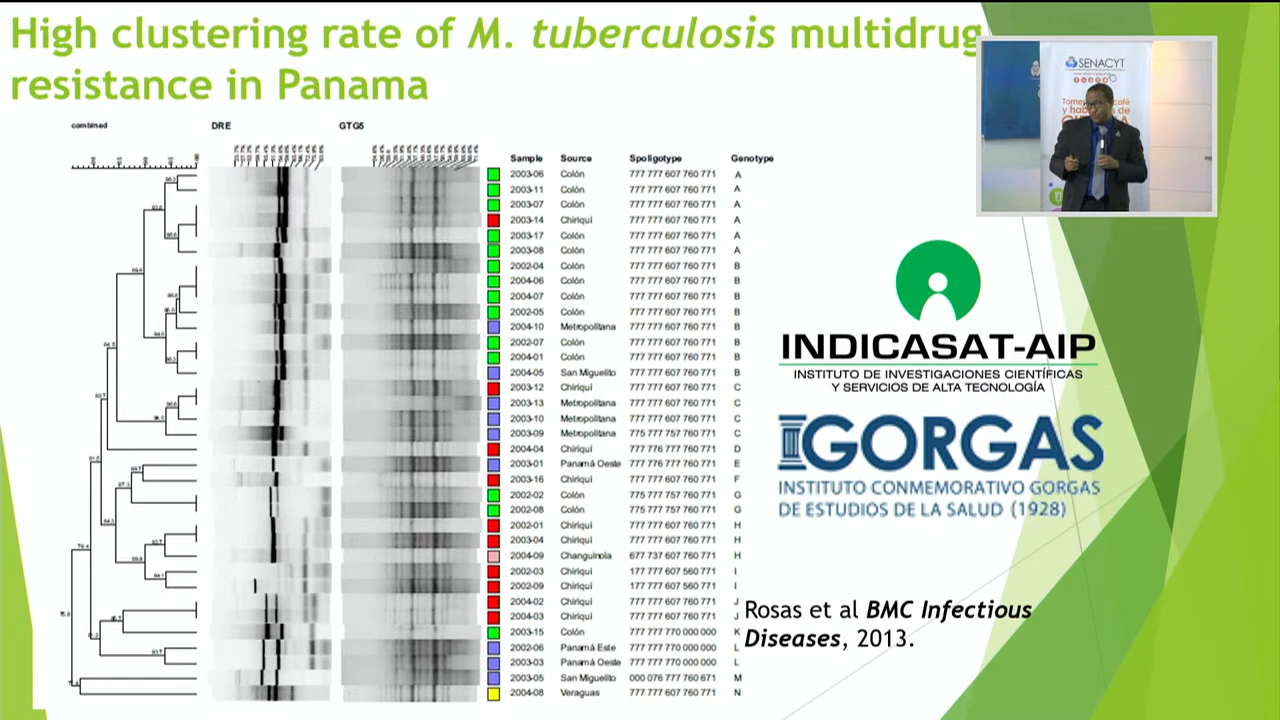 High clustering rate of M. tuberculosis multidrug
resistance in Panama
SENACYT
combined DRE GTG5
Sample Source Spoligotype Genotype
2003-06 Colón 777 777 607 760 771 A
2003-11 Colón 777 777 607 760 771 A
2003-07 Colón 777 777 607 760 771 A
2003-14 Chiriqui 777 777 607 760 771 A
2003-17 Colón 777 777 607 760 771 A
2003-08 Colón 777 777 607 760 771 A
2002-04 Colón 777 777 607 760 771 B
2004-06 Colón 777 777 607 760 771 B
2004-07 Colón 777 777 607 760 771 B
2002-05 Colón 777 777 607 760 771 B
2004-10 Metropolitana 777 777 607 760 771 B
2002-07 Colón 777 777 607 760 771 B
2004-01 Colón 777 777 607 760 771 B
2004-05 San Miguelito 777 777 607 760 771 B
2003-12 Chiriqui 777 777 607 760 771 C
2003-13 Metropolitana 777 777 607 760 771 C
2003-10 Metropolitana 777 777 607 760 771 C
2003-09 Metropolitana 775 777 757 760 771 C
2004-04 Chiriqui 777 776 777 760 771 D
2003-01 Panamá Oeste 777 776 777 760 771 E
2003-16 Chiriqui 777 777 607 760 771 F
2002-02 Colón 775 777 757 760 771 G
2002-08 Colón 775 777 757 760 771 G
2002-01 Chiriqui 777 777 607 760 771 H
2003-04 Chiriqui 777 777 607 760 771 H
2004-09 Changuinola 677 737 607 760 771 H
2002-03 Chiriqui 177 777 607 560 771 I
2002-09 Chiriqui 177 777 607 560 771 I
2004-02 Chiriqui 777 777 607 760 771 J
2004-03 Chiriqui 777 777 607 760 771 J
2003-15 Colón 777 777 770 000 000 K
2002-06 Panamá Este 777 777 770 000 000 L
2003-03 Panamá Oeste 777 777 770 000 000 L
2003-05 San Miguelito 000 076 777 760 671 M
2004-08 Veraguas 777 777 607 760 771 N
INDICASAT-AIP
INSTITUTO DE INVESTIGACIONES CIENTÍFICAS
Y SERVICIOS DE ALTA TECNOLOGÍA
GORGAS
INSTITUTO CONMEMORATIVO GORGAS
DE ESTUDIOS DE LA SALUD (1928)
Rosas et al BMC Infectious
Diseases, 2013.